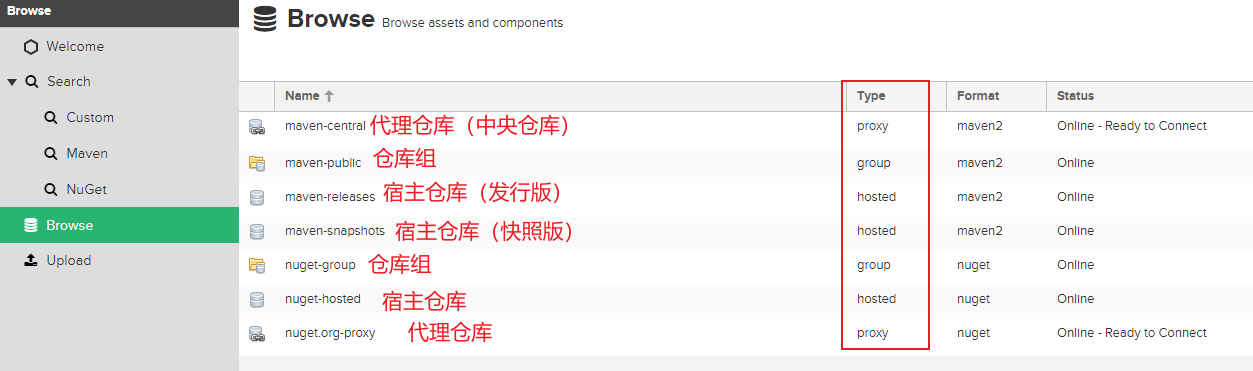 Browse
Welcome
Search
Custom
Maven
NuGet
Browse
Upload
Browse Browse assets and components
Name Type Format Status
maven-central 代理仓库（中央仓库） proxy maven2 Online - Ready to Connect
maven-public 仓库组 group maven2 Online
maven-releases 宿主仓库（发行版） hosted maven2 Online
maven-snapshots 宿主仓库（快照版） hosted maven2 Online
nuget-group 仓库组 group nuget Online
nuget-hosted 宿主仓库 hosted nuget Online
nuget.org-proxy 代理仓库 proxy nuget Online - Ready to Connect